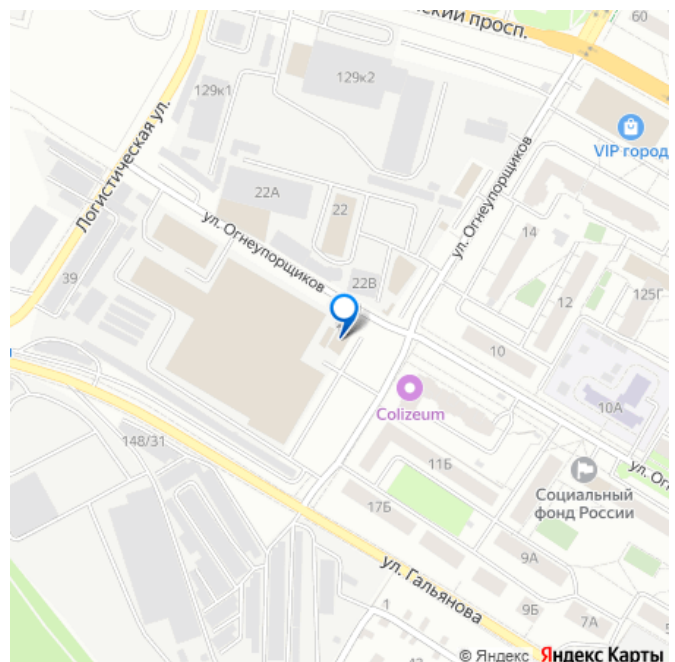 ский просп.
60
129к2
129к1
Логистическая ул.
VIP город
ул. Огнеупорщиков
22А
22
ул. Огнеупорщиков
14
39
22В
12
125Г
10
Colizeum
10А
148/31
11Б
ул. Ог
Социальный
фонд России
17Б
9А
ул. Гальянова
1
9Б
7А
© Яндекс Яндекс Карты